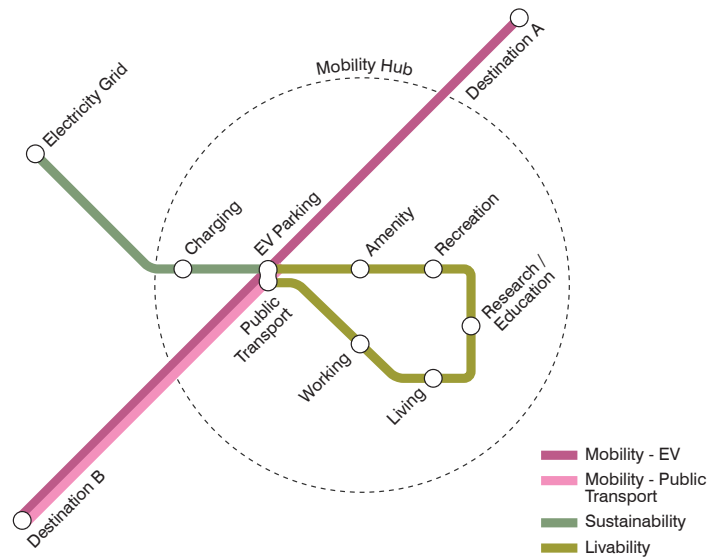 Destination A
Mobility Hub
Electricity Grid
Charging
EV Parking
Amenity
Recreation
Research /
Education
Public
Transport
Working
Living
Destination B
Mobility - EV
Mobility - Public
Transport
Sustainability
Livability